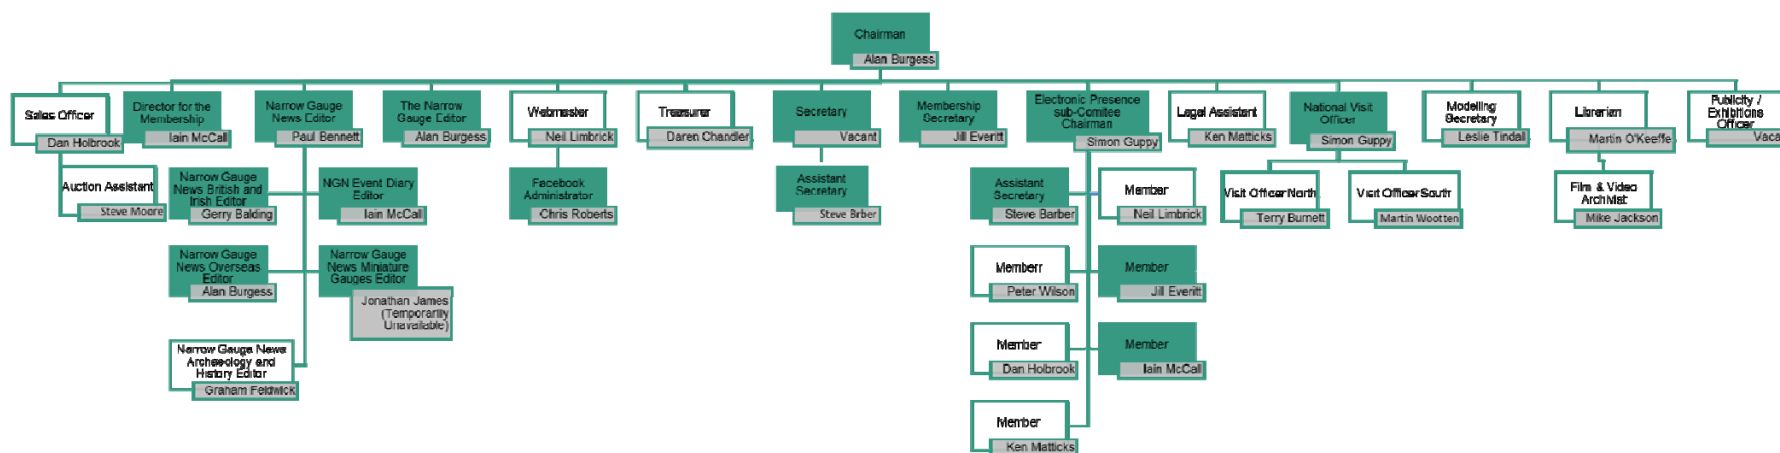 Chairman
Alan Burgess
Sales Officer
Dan Holbrook
Director for the
Membership
Iain McCall
Narrow Gauge
News Editor
Paul Bennett
The Narrow
Gauge Editor
Alan Burgess
Webmaster
Neil Limbrick
Treasurer
Daren Chandler
Secretary
Vacant
Membership
Secretary
Jill Everitt
Electronic Presence
sub-Comitee
Chairman
Simon Guppy
Legal Assistant
Ken Matticks
National Visit
Officer
Simon Guppy
Modelling
Secretary
Leslie Tindall
Librarian
Martin O'Keeffe
Publicity /
Exhibitions
Officer
Vaca
Auction Assistant
Steve Moore
Narrow Gauge
News British and
Irish Editor
Gerry Balding
NGN Event Diary
Editor
Iain McCall
Facebook
Administrator
Chris Roberts
Assistant
Secretary
Steve Brber
Assistant
Secretary
Steve Barber
Member
Neil Limbrick
Visit Officer North
Terry Burnett
Visit Officer South
Martin Wootten
Film & Video
Archivist
Mike Jackson
Narrow Gauge
News Overseas
Editor
Alan Burgess
Narrow Gauge
News Miniature
Gauges Editor
Jonathan James
(Temporarily
Unavailable)
Memberr
Peter Wilson
Member
Jill Everitt
Narrow Gauge News
Archaeology and
History Editor
Graham Feldwick
Member
Dan Holbrook
Member
Iain McCall
Member
Ken Matticks